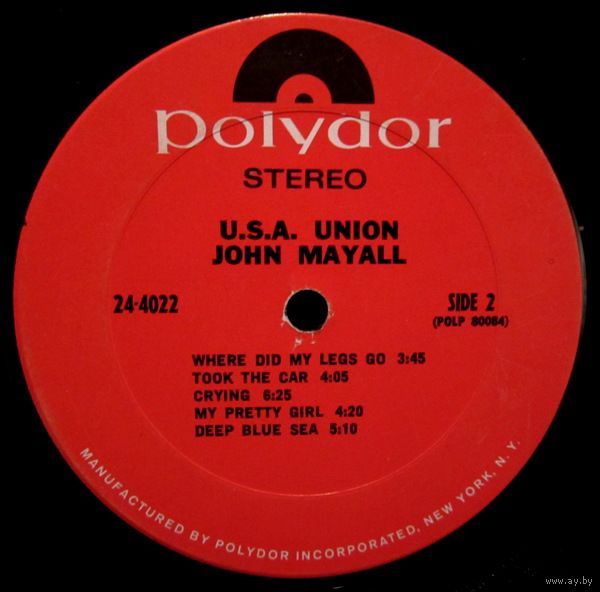 polydor
STEREO
U.S.A. UNION
JOHN MAYALL
24-4022
SIDE 2
(POLP 80084)
WHERE DID MY LEGS GO 3:45
TOOK THE CAR 4:05
CRYING 6:25
MY PRETTY GIRL 4:20
DEEP BLUE SEA 5:10
MANUFACTURED BY POLYDOR INCORPORATED, NEW YORK, N. Y.
www.ay.by